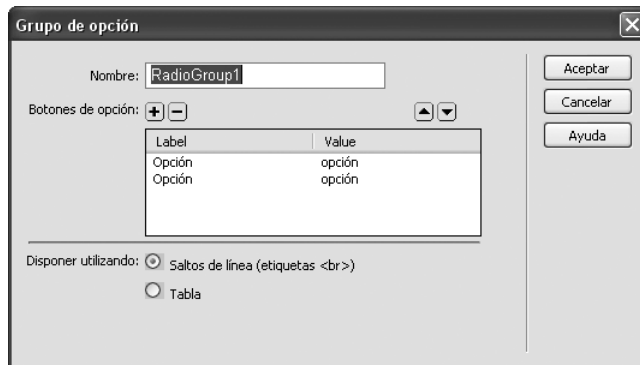 Grupo de opción
Nombre: RadioGroup1
Botones de opción:
Label Value
Opción opción
Opción opción
Disponer utilizando: Saltos de línea (etiquetas <br>)
Tabla
Aceptar
Cancelar
Ayuda